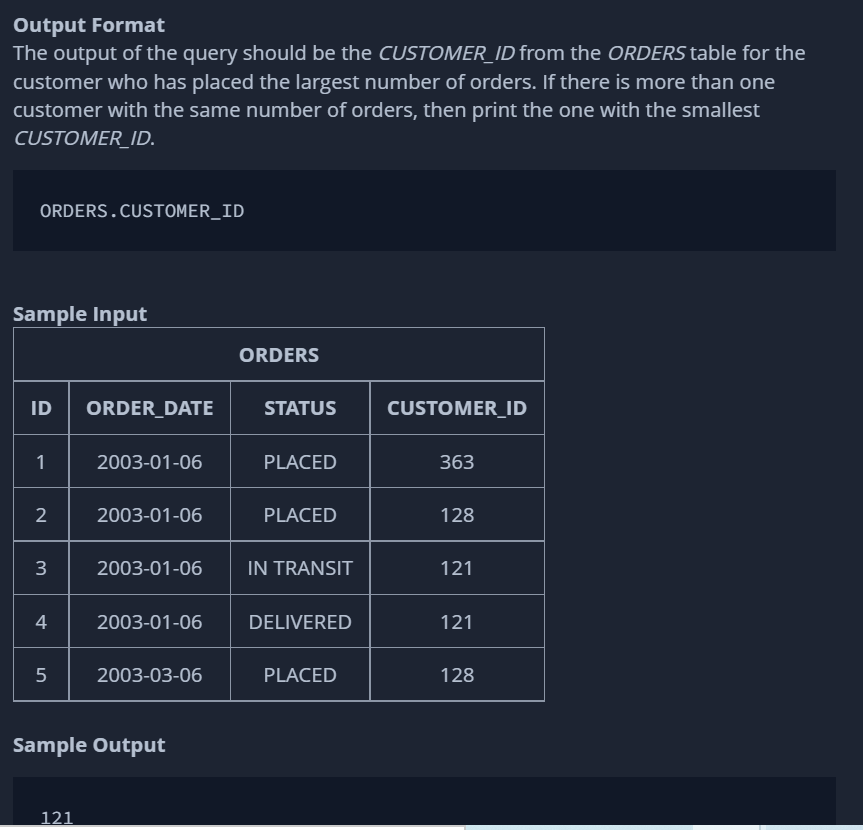 Output Format
The output of the query should be the CUSTOMER_ID from the ORDERS table for the
customer who has placed the largest number of orders. If there is more than one
customer with the same number of orders, then print the one with the smallest
CUSTOMER_ID.
ORDERS.CUSTOMER_ID
Sample Input
ORDERS
ID ORDER_DATE STATUS CUSTOMER_ID
1 2003-01-06 PLACED 363
2 2003-01-06 PLACED 128
3 2003-01-06 IN TRANSIT 121
4 2003-01-06 DELIVERED 121
5 2003-03-06 PLACED 128
Sample Output
121